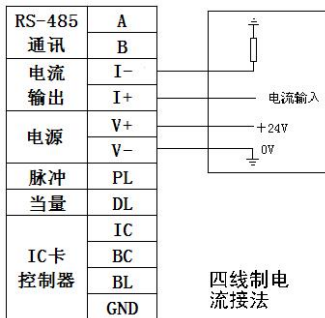 RS-485 A
通讯 B
电流 I-
输出 I+
电流输入
电源 V+
+24V
V-
0V
脉冲 PL
当量 DL
IC卡
控制器
IC
BC
BL
GND
四线制电
流接法